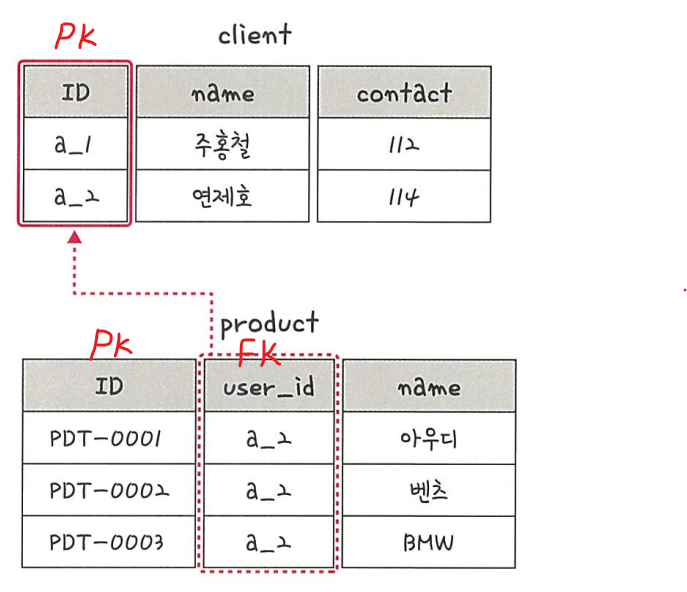 PK
client
ID name contact
a_1 주홍철 112
a_2 연제호 114
product
PK
FK
ID user_id name
PDT-0001 a_2 아우디
PDT-0002 a_2 벤츠
PDT-0003 a_2 BMW